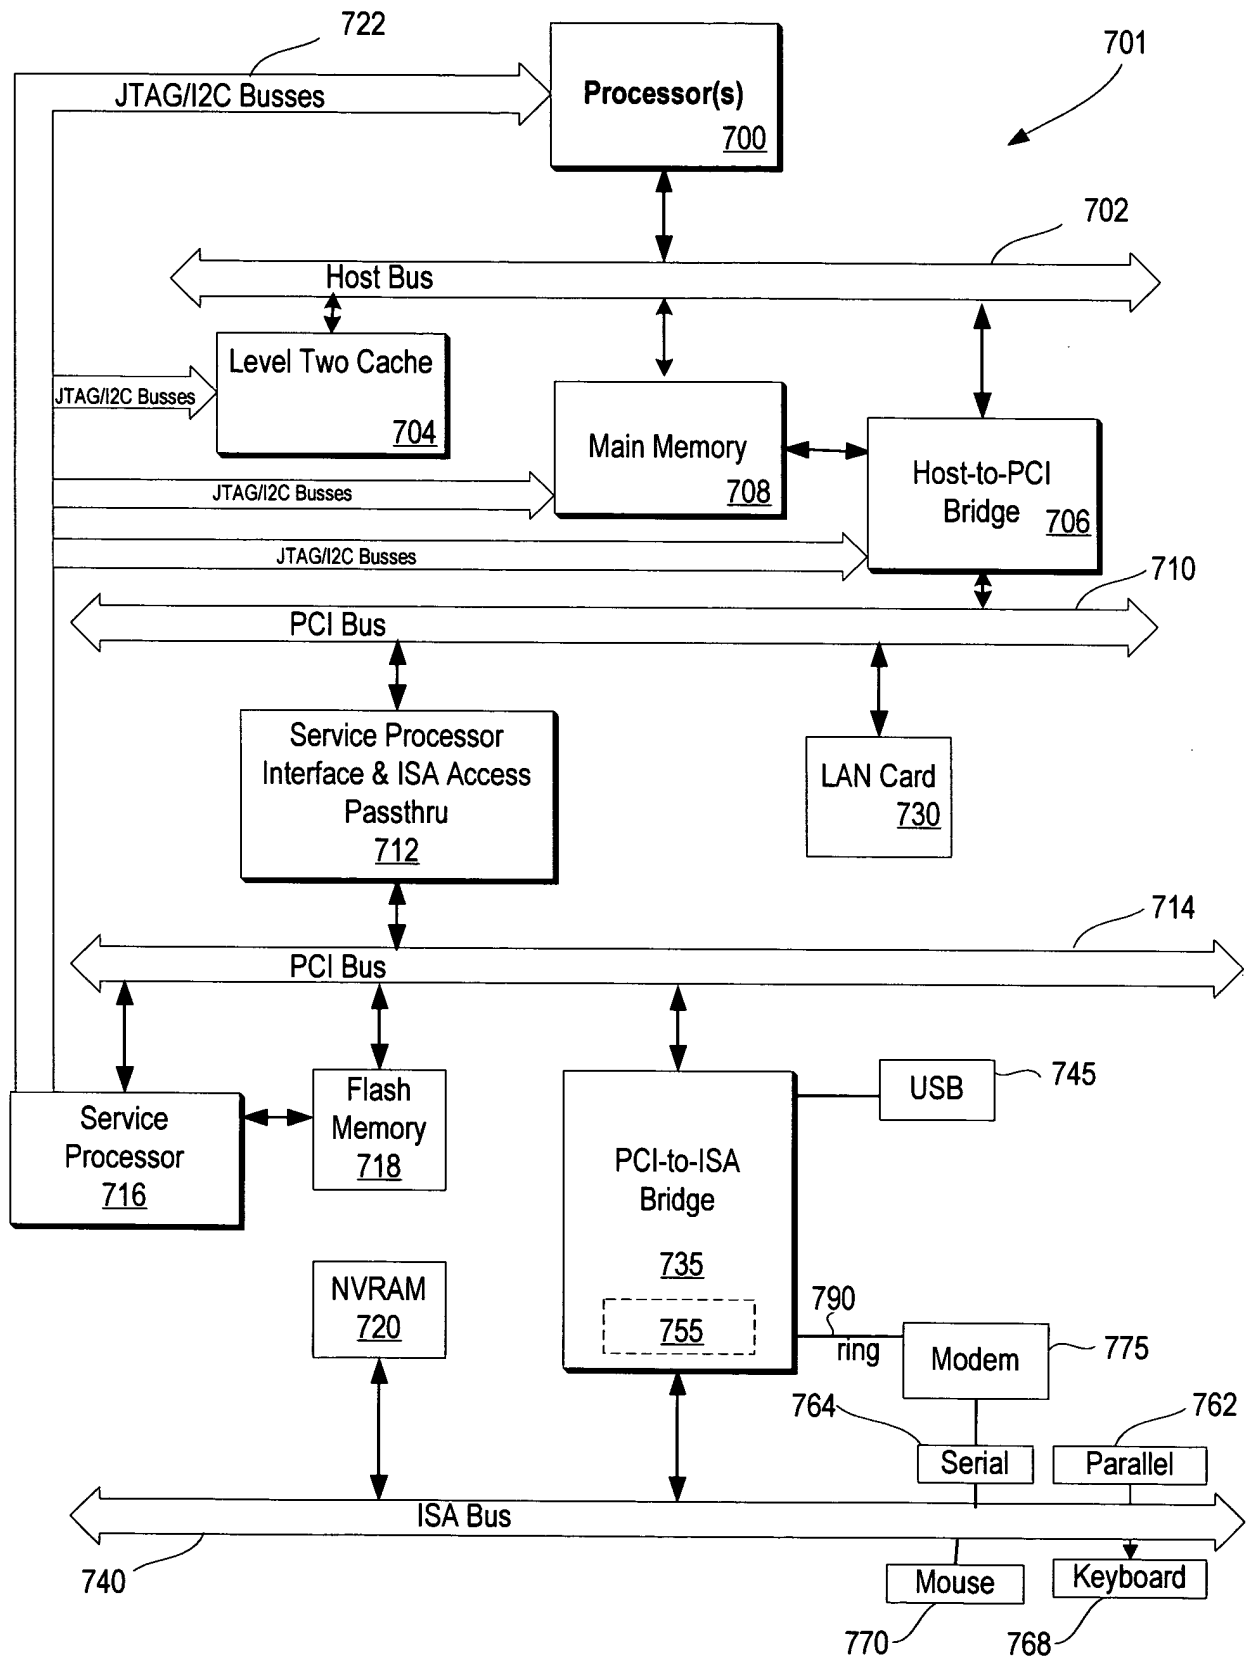 722
701
JTAG/I2C Busses
Processor(s)
700
702
Host Bus
Level Two Cache
704
JTAG/I2C Busses
Main Memory
708
Host-to-PCI
Bridge
706
JTAG/I2C Busses
JTAG/I2C Busses
710
PCI Bus
Service Processor
Interface & ISA Access
Passthru
712
LAN Card
730
714
PCI Bus
Service
Processor
716
Flash
Memory
718
USB
745
PCI-to-ISA
Bridge
735
755
NVRAM
720
790
ring
Modem
775
764
762
Serial
Parallel
ISA Bus
740
Mouse
Keyboard
770
768